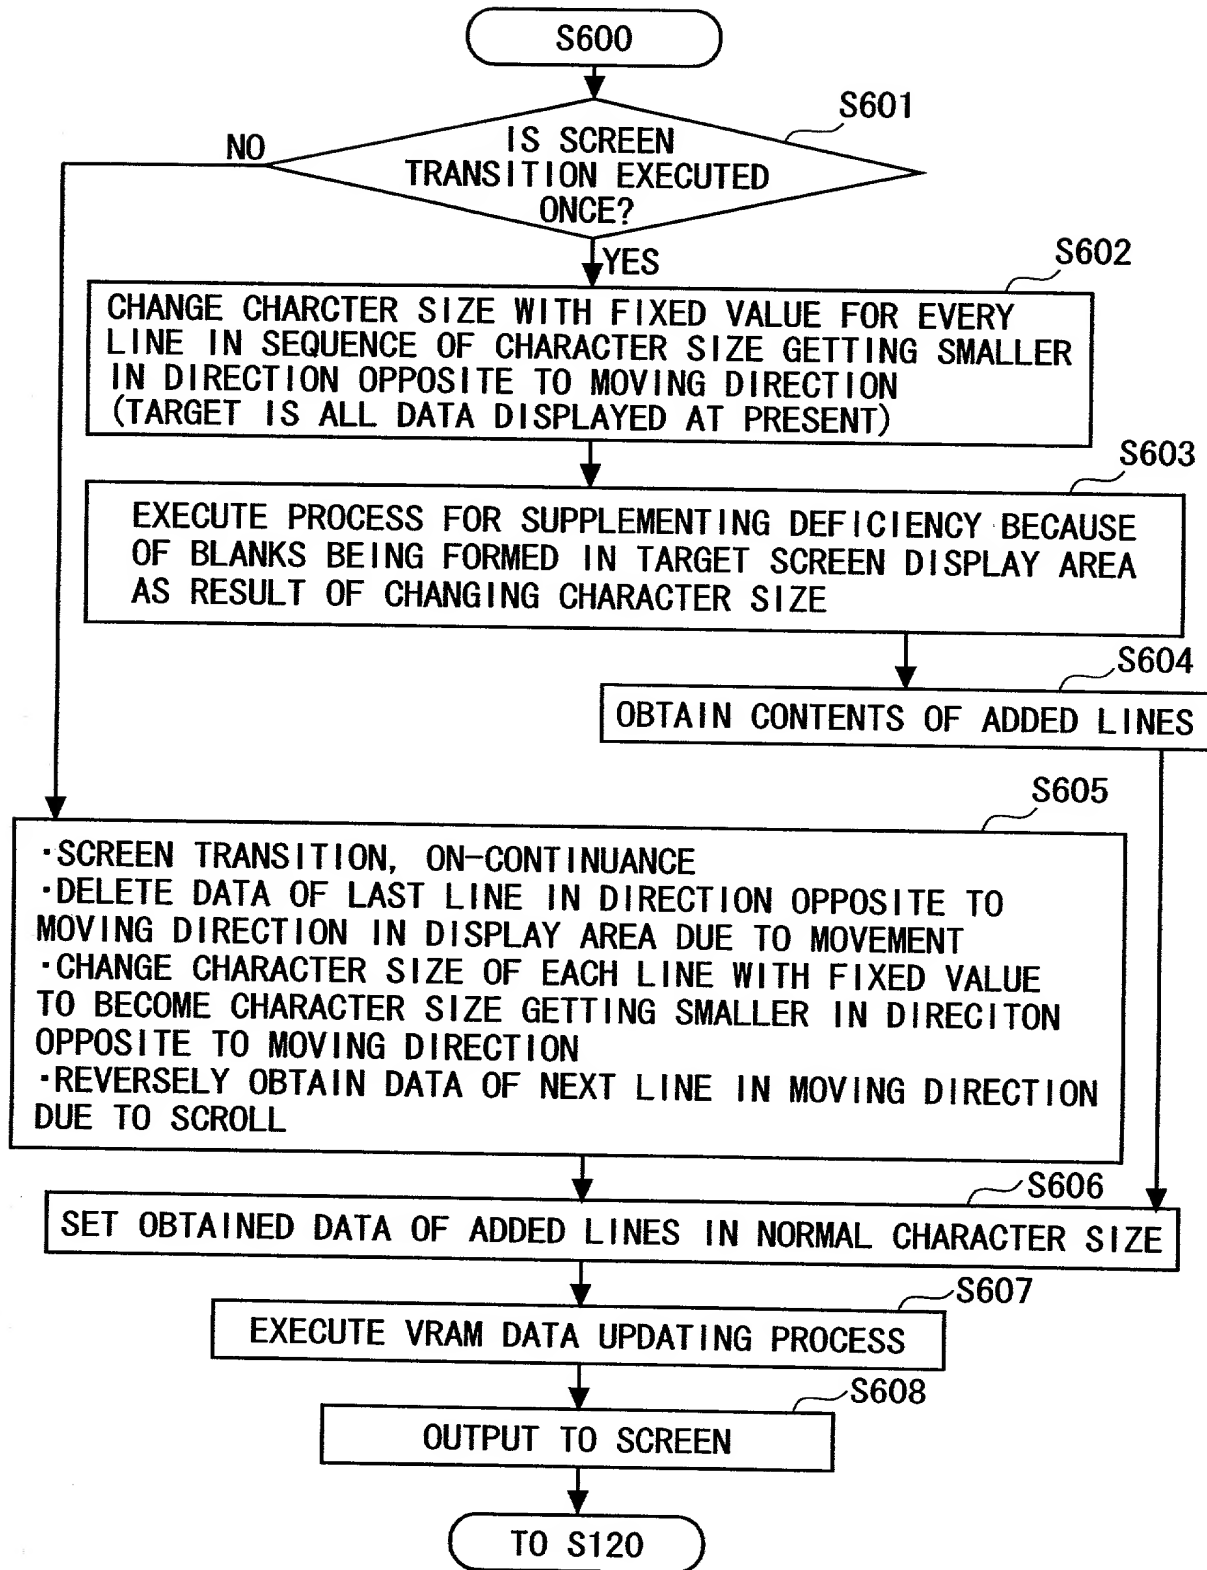 S600
S601
IS SCREEN
TRANSITION EXECUTED
ONCE?
NO
YES
S602
CHANGE CHARCTER SIZE WITH FIXED VALUE FOR EVERY
LINE IN SEQUENCE OF CHARACTER SIZE GETTING SMALLER
IN DIRECTION OPPOSITE TO MOVING DIRECTION
(TARGET IS ALL DATA DISPLAYED AT PRESENT)
S603
EXECUTE PROCESS FOR SUPPLEMENTING DEFICIENCY BECAUSE
OF BLANKS BEING FORMED IN TARGET SCREEN DISPLAY AREA
AS RESULT OF CHANGING CHARACTER SIZE
S604
OBTAIN CONTENTS OF ADDED LINES
S605
·SCREEN TRANSITION, ON-CONTINUANCE
·DELETE DATA OF LAST LINE IN DIRECTION OPPOSITE TO
MOVING DIRECTION IN DISPLAY AREA DUE TO MOVEMENT
·CHANGE CHARACTER SIZE OF EACH LINE WITH FIXED VALUE
TO BECOME CHARACTER SIZE GETTING SMALLER IN DIRECITON
OPPOSITE TO MOVING DIRECTION
·REVERSELY OBTAIN DATA OF NEXT LINE IN MOVING DIRECTION
DUE TO SCROLL
S606
SET OBTAINED DATA OF ADDED LINES IN NORMAL CHARACTER SIZE
S607
EXECUTE VRAM DATA UPDATING PROCESS
S608
OUTPUT TO SCREEN
TO S120